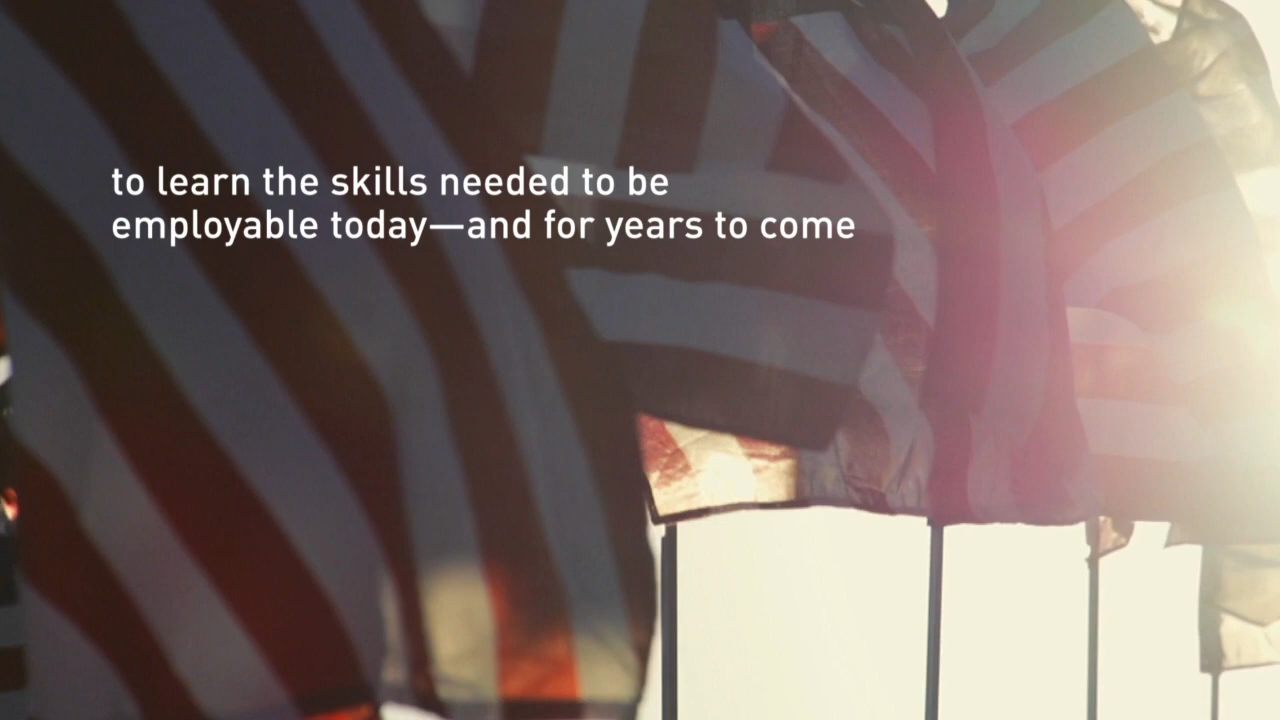 to learn the skills needed to be
employable today—and for years to come